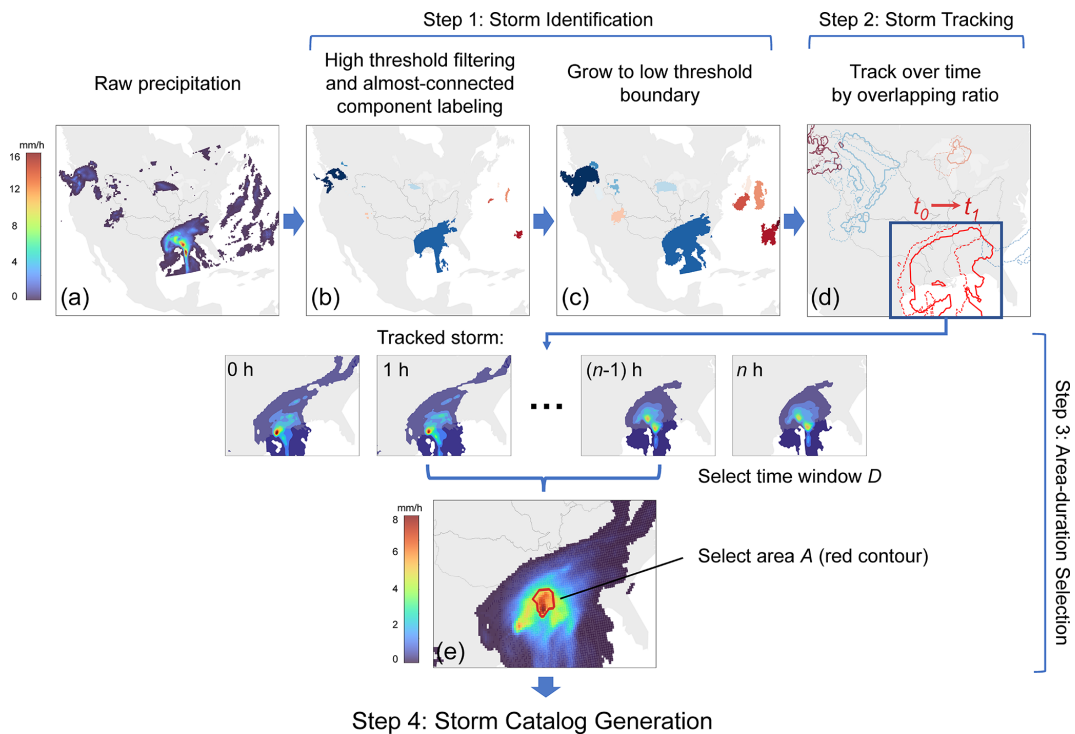 Step 1: Storm Identification
Step 2: Storm Tracking
Raw precipitation
High threshold filtering
and almost-connected
component labeling
Grow to low threshold
boundary
Track over time
by overlapping ratio
mm/h
16
12
8
4
0
(a)
(b)
(c)
t0 → t1
(d)
Tracked storm:
0 h
1 h
...
(n-1) h
n h
Select time window D
Step 3: Area-duration
Selection
mm/h
8
6
4
2
0
Select area A (red contour)
(e)
Step 4: Storm Catalog Generation